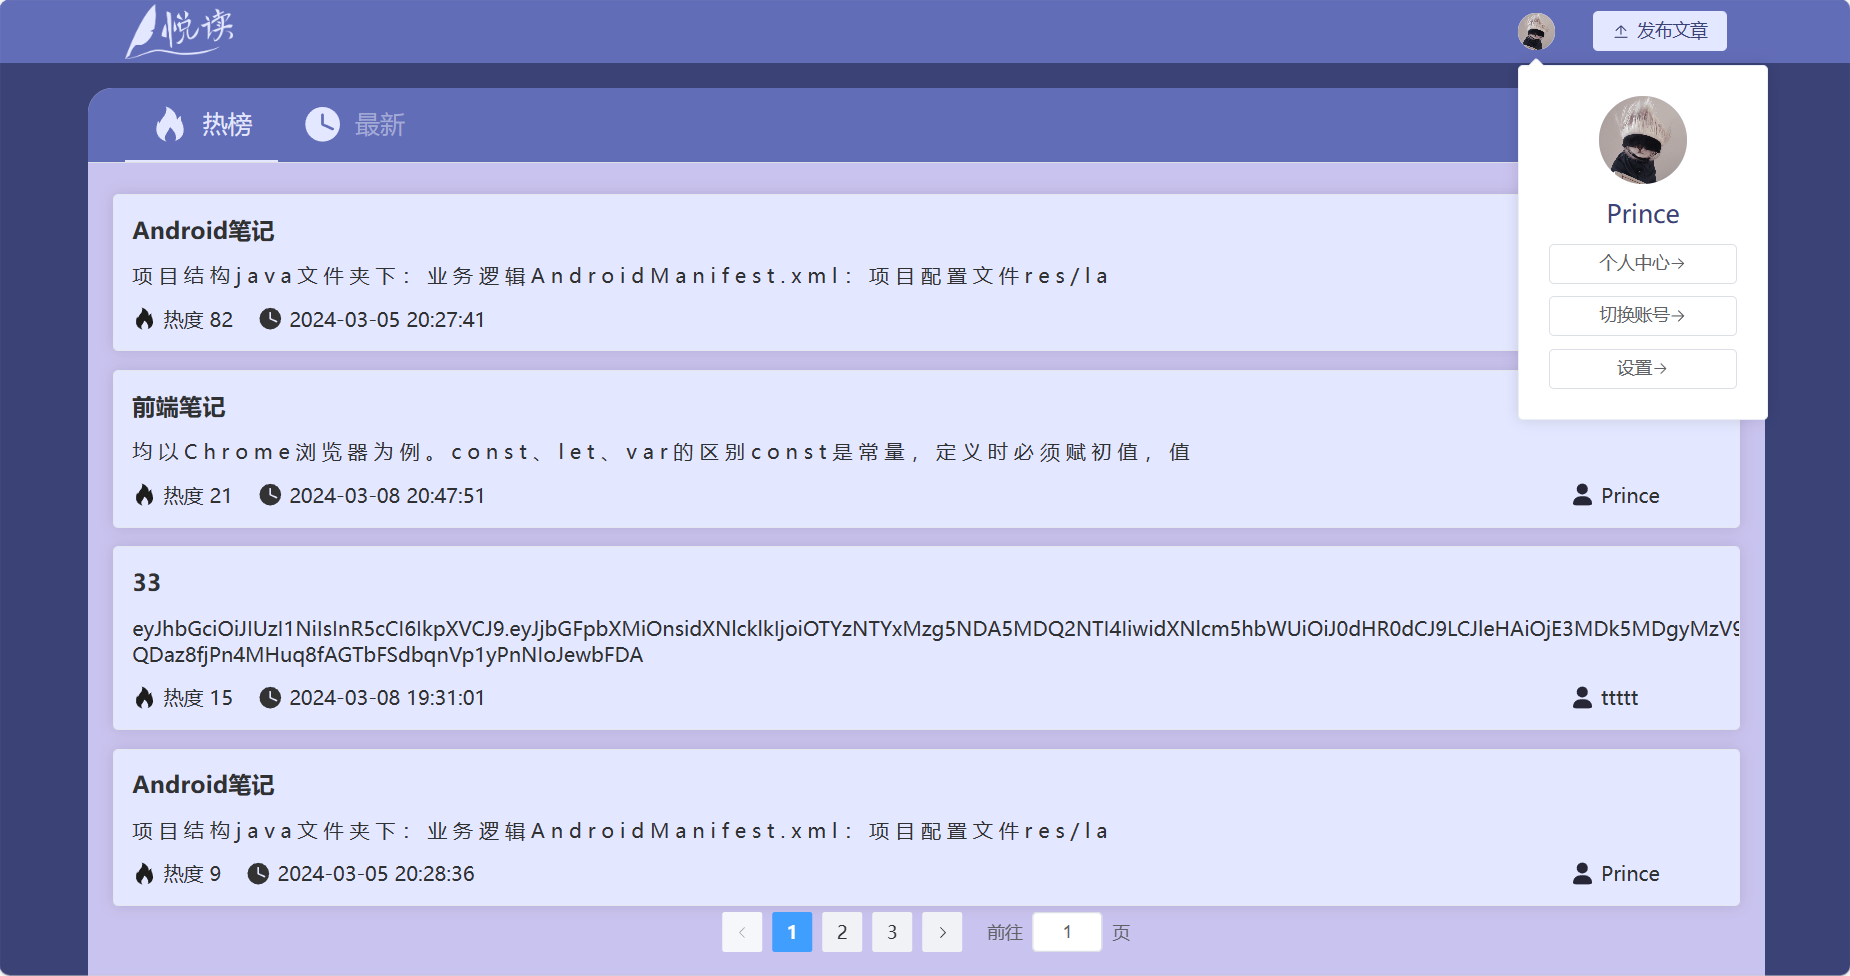 悦读
发布文章
热榜
最新
Prince
个人中心→
切换账号→
设置→
Android笔记
项目结构java文件夹下：业务逻辑AndroidManifest.xml：项目配置文件res/la
热度 82 2024-03-05 20:27:41
前端笔记
均以Chrome浏览器为例。const、let、var的区别const是常量，定义时必须赋初值，值
热度 21 2024-03-08 20:47:51 Prince
33
eyJhbGciOiJIUzI1NiIsInR5cCI6IkpXVCJ9.eyJjbGFpbXMiOnsidXNlcklkIjoiOTYzNTYxMzg5NDA5MDQ2NTI4IiwidXNlcm5hbWUiOiJ0dHR0dCJ9LCJleHAiOjE3MDk5MDgyMzV9
QDaz8fjPn4MHuq8fAGTbFSdbqnVp1yPnNIoJewbFDA
热度 15 2024-03-08 19:31:01 ttttt
Android笔记
项目结构java文件夹下：业务逻辑AndroidManifest.xml：项目配置文件res/la
热度 9 2024-03-05 20:28:36 Prince
1 2 3 前往 1 页